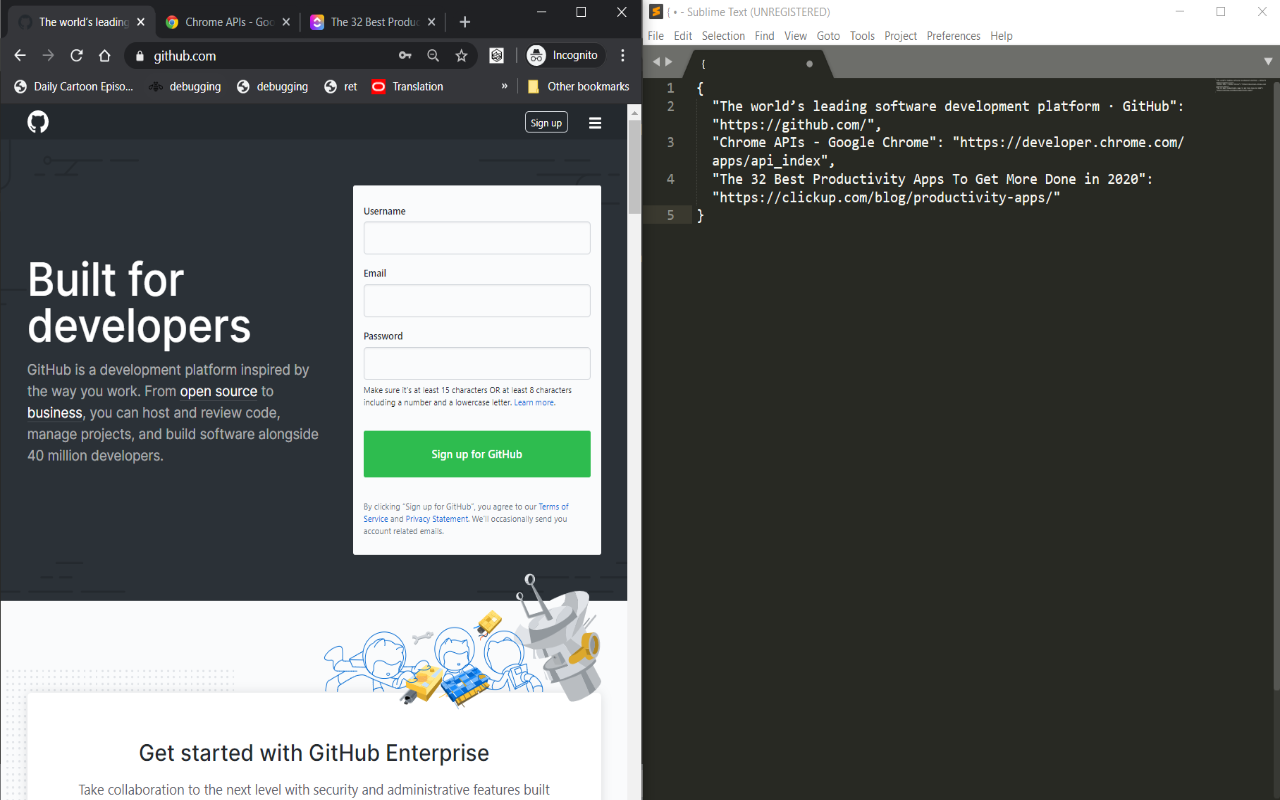 The world's leading
Chrome APIs - Goo
The 32 Best Produc
github.com
Incognito
Daily Cartoon Episo...
debugging
debugging
ret
Translation
»
Other bookmarks
Sign up
Built for
developers
GitHub is a development platform inspired by
the way you work. From open source to
business, you can host and review code,
manage projects, and build software alongside
40 million developers.
Username
Email
Password
Make sure it's at least 15 characters OR at least 8 characters
including a number and a lowercase letter. Learn more.
Sign up for GitHub
By clicking "Sign up for GitHub", you agree to our Terms of
Service and Privacy Statement. We'll occasionally send you
account related emails.
Get started with GitHub Enterprise
Take collaboration to the next level with security and administrative features built
{ • - Sublime Text (UNREGISTERED)
File Edit Selection Find View Goto Tools Project Preferences Help
{
1 {
2 "The world’s leading software development platform · GitHub":
"https://github.com/",
3 "Chrome APIs - Google Chrome": "https://developer.chrome.com/
apps/api_index",
4 "The 32 Best Productivity Apps To Get More Done in 2020":
"https://clickup.com/blog/productivity-apps/"
5 }